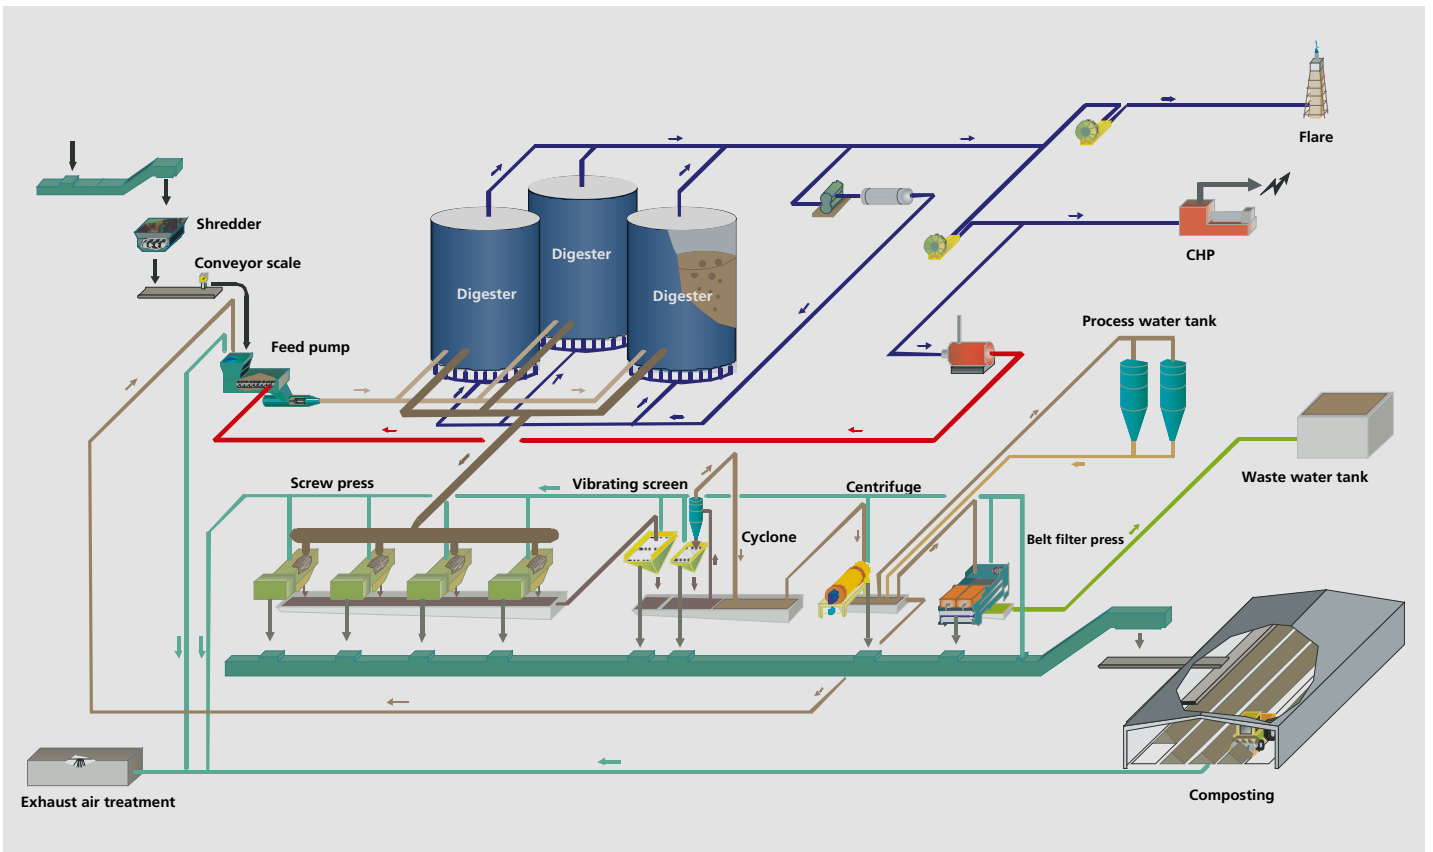 Flare
Shredder
CHP
Conveyor scale
Digester
Digester
Digester
Process water tank
Feed pump
Waste water tank
Screw press
Vibrating screen
Centrifuge
Cyclone
Belt filter press
Exhaust air treatment
Composting